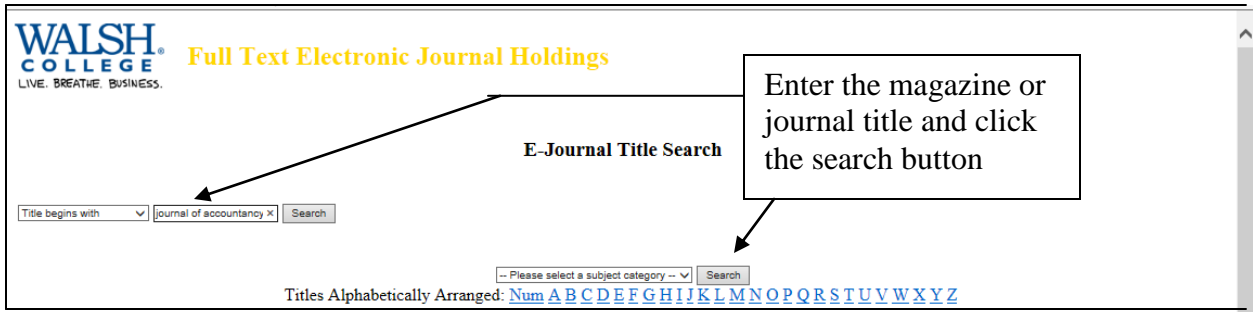 WALSH®
COLLEGE
LIVE. BREATHE. BUSINESS.
Full Text Electronic Journal Holdings
Enter the magazine or
journal title and click
the search button
E-Journal Title Search
Title begins with journal of accountancy × Search
-- Please select a subject category -- Search
Titles Alphabetically Arranged: Num A B C D E F G H I J K L M N O P Q R S T U V W X Y Z